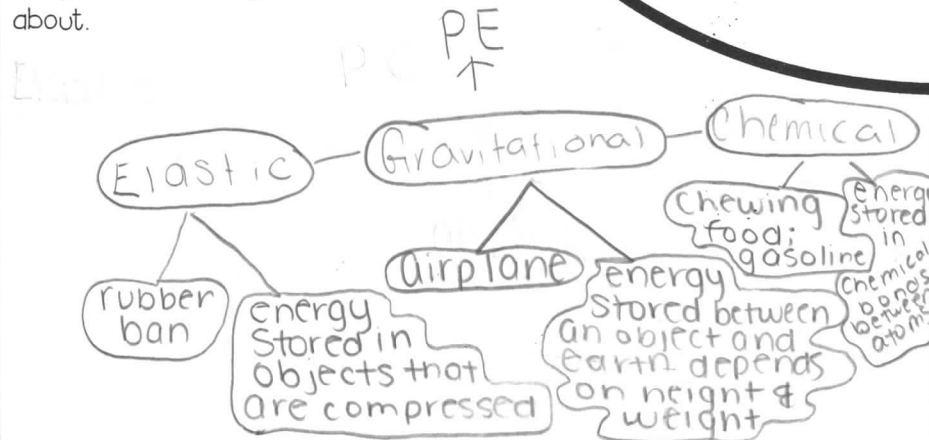 about.
PE
Elastic
Gravitational
Chemical
rubber
ban
energy
Stored in
objects that
are compressed
airplane
energy
Stored between
an object and
earth depends
on height &
weight
Chewing
food;
gasoline
energy
Stored
in
chemical
bonds
between
atoms